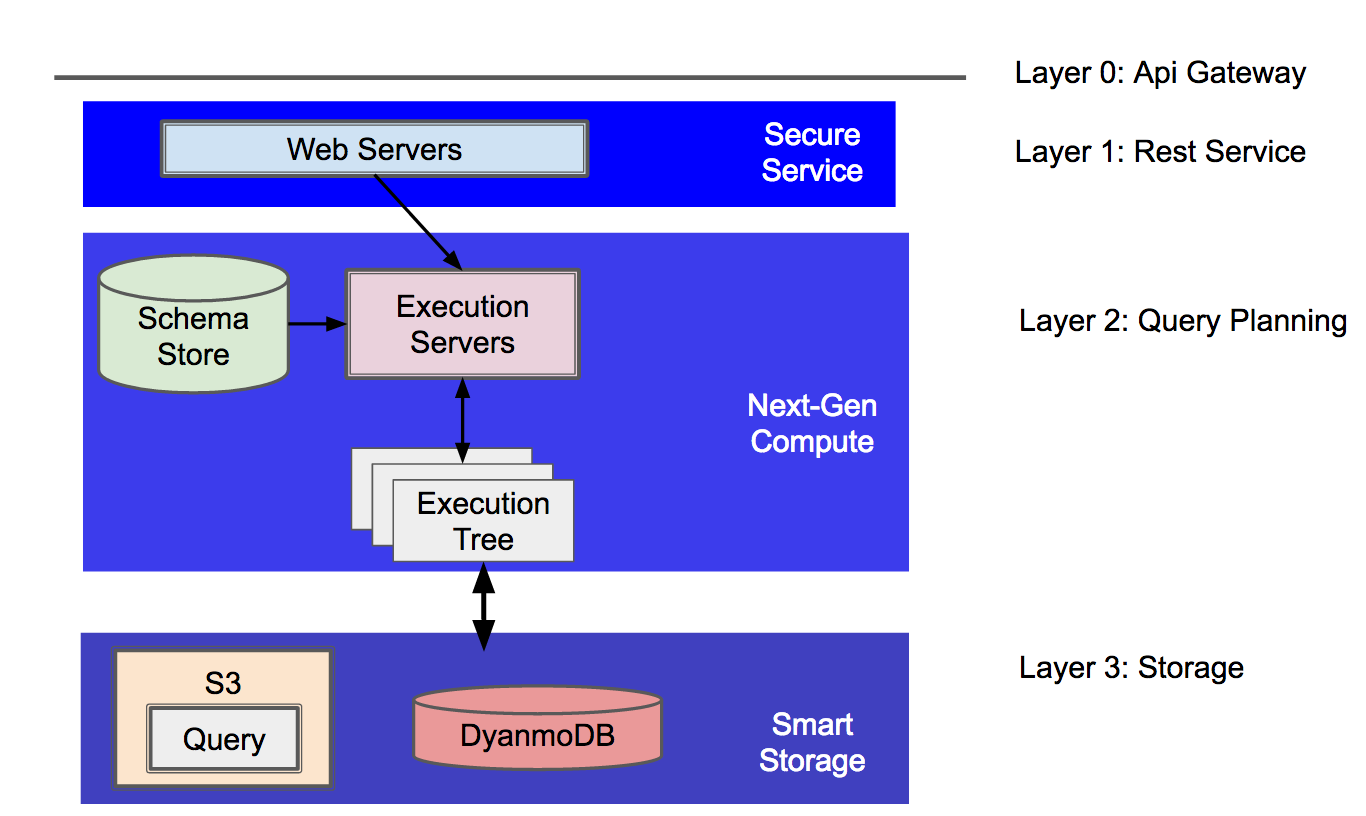 Layer 0: Api Gateway
Web Servers
Secure
Service
Layer 1: Rest Service
Schema
Store
Execution
Servers
Layer 2: Query Planning
Next-Gen
Compute
Execution
Tree
Layer 3: Storage
S3
Query
DyanmoDB
Smart
Storage